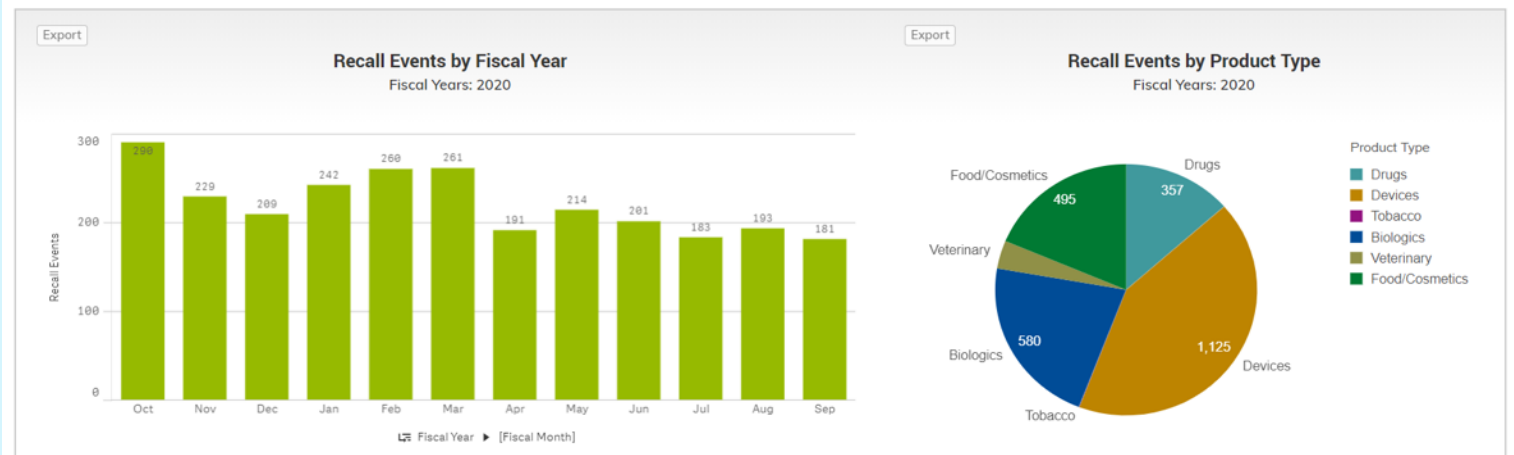 Export
Recall Events by Fiscal Year
Fiscal Years: 2020
300
200
100
0
Recall Events
290
229
209
242
260
261
191
214
201
183
193
181
Oct Nov Dec Jan Feb Mar Apr May Jun Jul Aug Sep
Fiscal Year ▶ [Fiscal Month]
Export
Recall Events by Product Type
Fiscal Years: 2020
Drugs
357
Devices
1,125
Tobacco
Biologics
580
Veterinary
Food/Cosmetics
495
Product Type
Drugs
Devices
Tobacco
Biologics
Veterinary
Food/Cosmetics